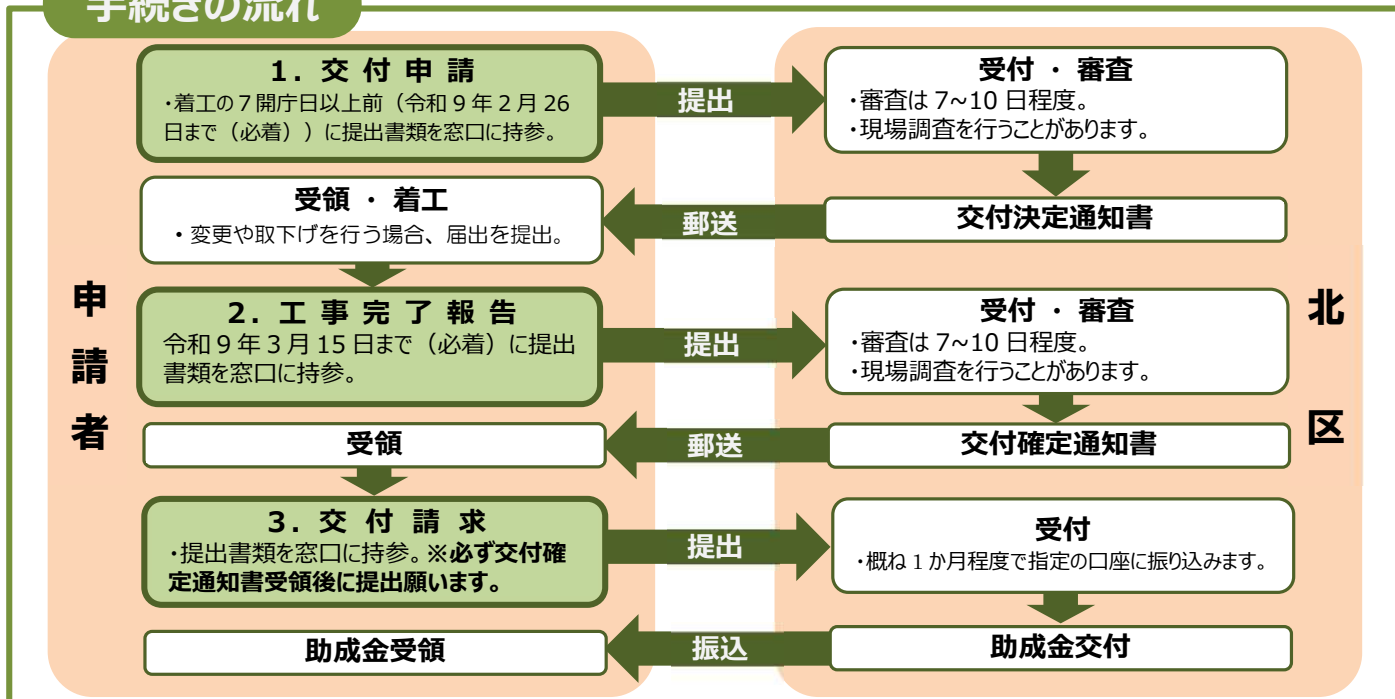 手続きの流れ
1. 交付申請
・着工の7開庁日以上前（令和9年2月26
日まで（必着））に提出書類を窓口に持参。
提出
受付 ・ 審査
・審査は 7~10 日程度。
・現場調査を行うことがあります。
受領 ・ 着工
・変更や取下げを行う場合、届出を提出。
郵送
交付決定通知書
申請者
北区
2. 工事完了報告
令和9年3月15日まで（必着）に提出
書類を窓口に持参。
提出
受付 ・ 審査
・審査は 7~10 日程度。
・現場調査を行うことがあります。
受領
郵送
交付確定通知書
3. 交付請求
・提出書類を窓口に持参。※必ず交付確
定通知書受領後に提出願います。
提出
受付
・概ね1か月程度で指定の口座に振り込みます。
助成金受領
振込
助成金交付